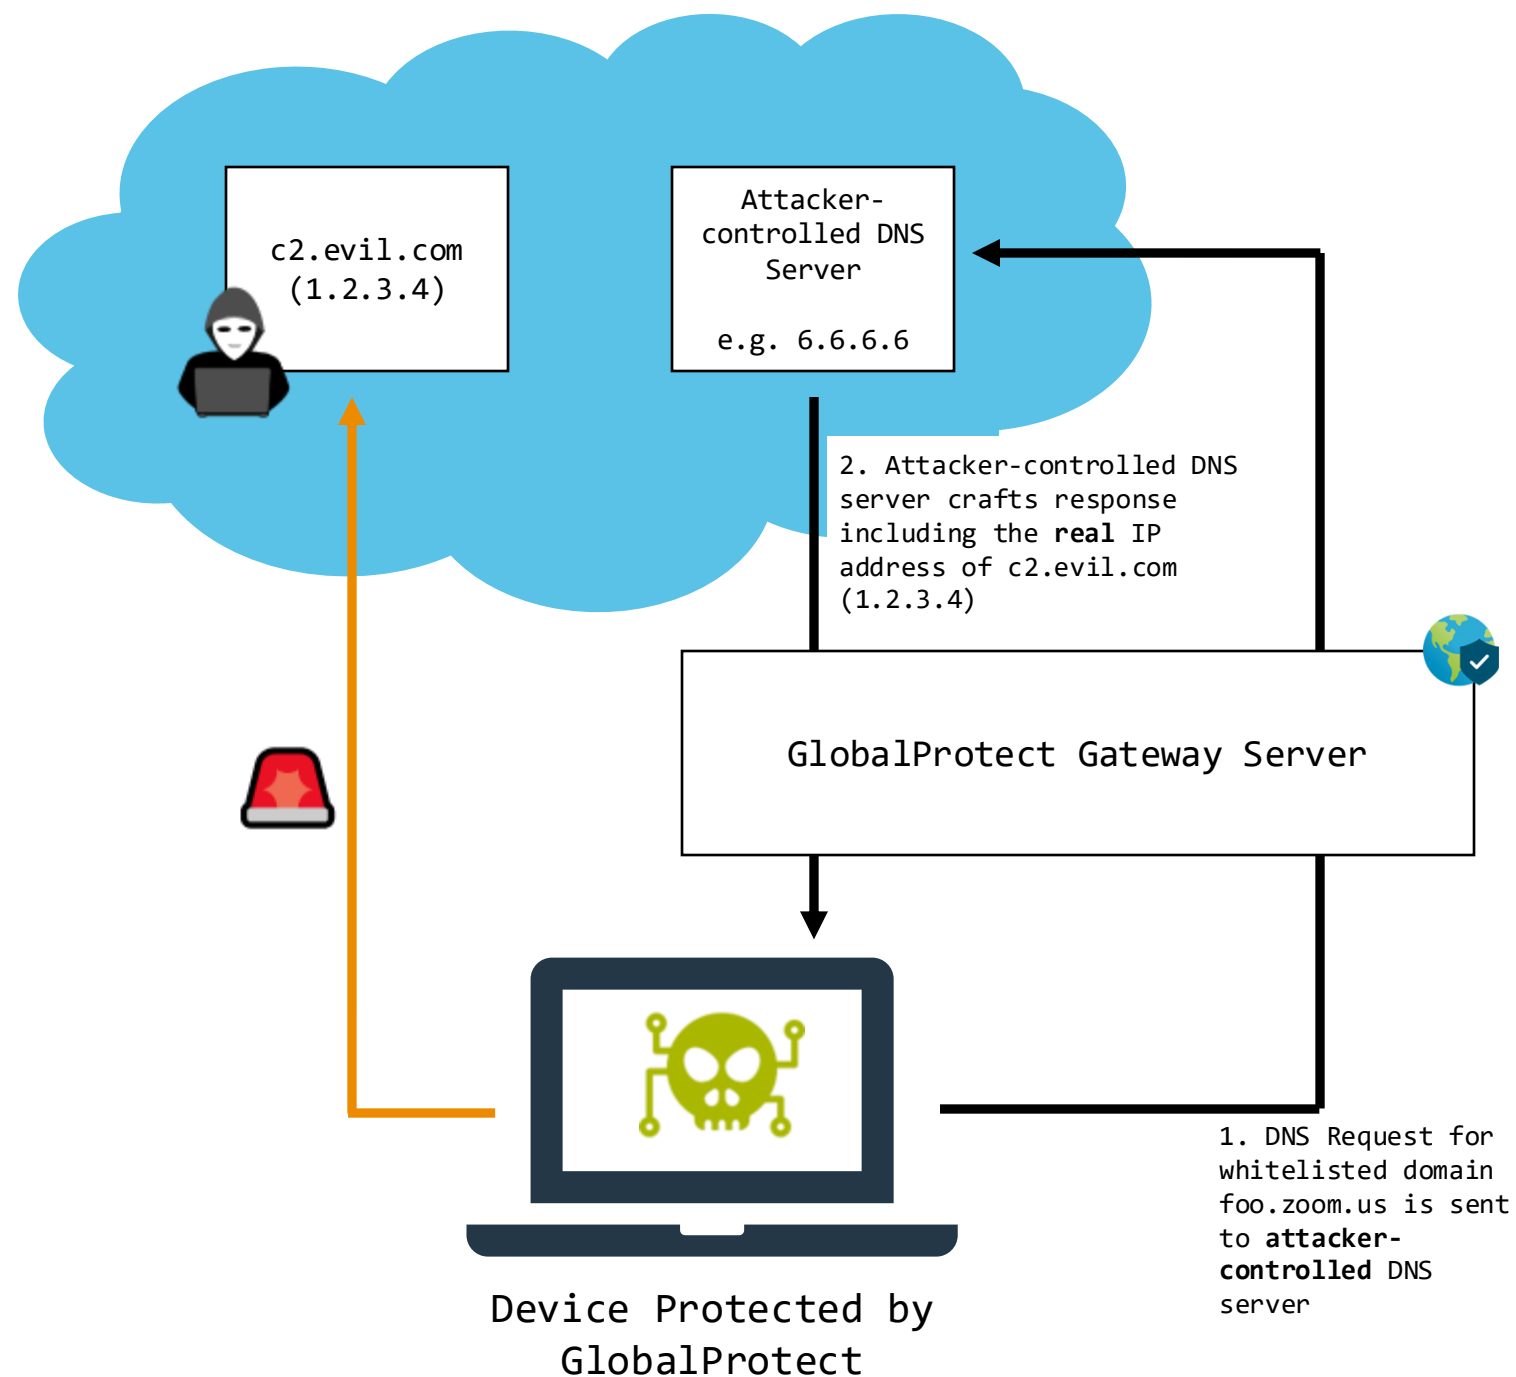 c2.evil.com
(1.2.3.4)
Attacker-
controlled DNS
Server
e.g. 6.6.6.6
2. Attacker-controlled DNS
server crafts response
including the real IP
address of c2.evil.com
(1.2.3.4)
GlobalProtect Gateway Server
1. DNS Request for
whitelisted domain
foo.zoom.us is sent
to attacker-
controlled DNS
server
Device Protected by
GlobalProtect